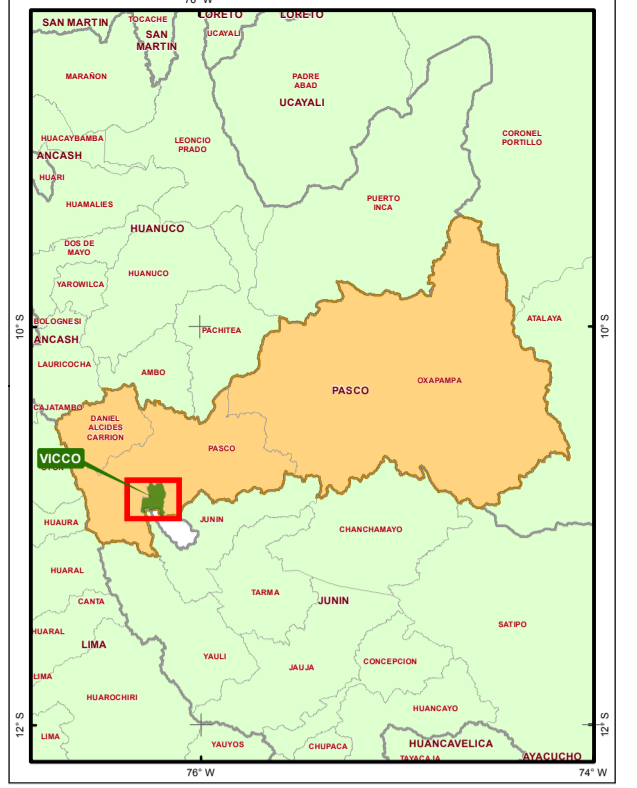 76° W
SAN MARTIN
TOCACHE
LORETO
LORETO
SAN
MARTIN
UCAYALI
MARAÑON
PADRE
ABAD
UCAYALI
HUACAYBAMBA
LEONCIO
PRADO
CORONEL
PORTILLO
ANCASH
HUARI
HUAMALIES
PUERTO
INCA
HUANUCO
DOS DE
MAYO
HUANUCO
YAROWILCA
10° S
BOLOGNESI
PACHITEA
ATALAYA
10° S
ANCASH
LAURICOCHA
AMBO
PASCO
OXAPAMPA
CAJATAMBO
DANIEL
ALCIDES
CARRION
PASCO
VICCO
HUAURA
JUNIN
CHANCHAMAYO
HUARAL
CANTA
TARMA
JUNIN
HUARAL
LIMA
SATIPO
YAULI
JAUJA
CONCEPCION
LIMA
HUAROCHIRI
HUANCAYO
12° S
LIMA
YAUYOS
CHUPACA
HUANCAVELICA
TAYACAJA
AYACUCHO
12° S
76° W
74° W